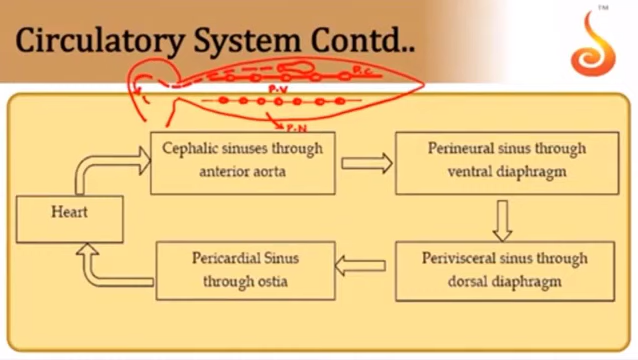 Circulatory System Contd..
TM
P.C
P.V
P.N
Cephalic sinuses through
anterior aorta
Perineural sinus through
ventral diaphragm
Heart
Pericardial Sinus
through ostia
Perivisceral sinus through
dorsal diaphragm